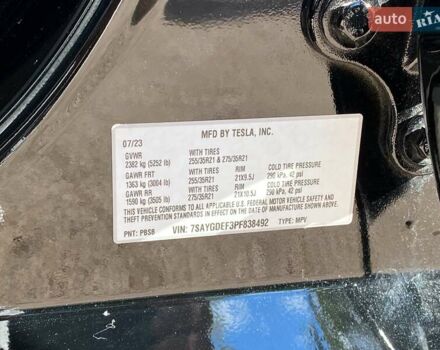 auto RIA
MFD BY TESLA, INC.
07/23
GVWR WITH TIRES
2382 kg (5252 lb) 255/35R21 & 275/35R21
GAWR FRT WITH TIRES RIM COLD TIRE PRESSURE
1363 kg (3004 lb) 255/35R21 21X9.5J 290 kPa, 42 psi
GAWR RR WITH TIRES RIM COLD TIRE PRESSURE
1590 kg (3505 lb) 275/35R21 21X10.5J 290 kPa, 42 psi
THIS VEHICLE CONFORMS TO ALL APPLICABLE U.S. FEDERAL MOTOR VEHICLE SAFETY AND
THEFT PREVENTION STANDARDS IN EFFECT ON THE DATE OF MANUFACTURE SHOWN ABOVE.
PNT: PBSB VIN: 7SAYGDEF3PF838492 TYPE: MPV